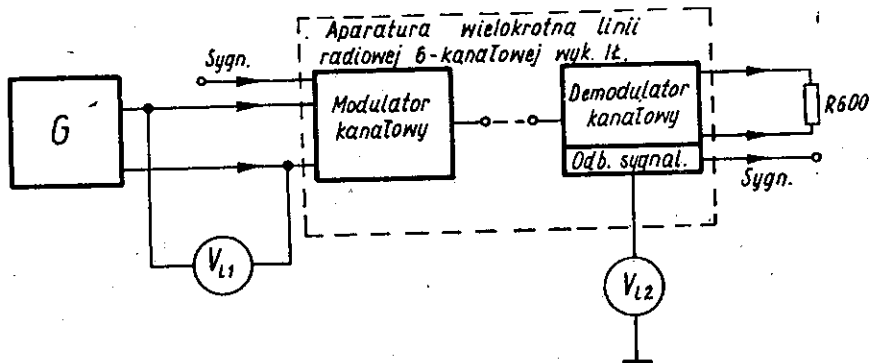 Aparatura wielokrotna linii
radiowej 6-kanałowej wyk. IŁ.
Sygn.
G
Modulator
kanałowy
Demodulator
kanałowy
Odb. sygnal.
R600
Sygn.
VL1
VL2